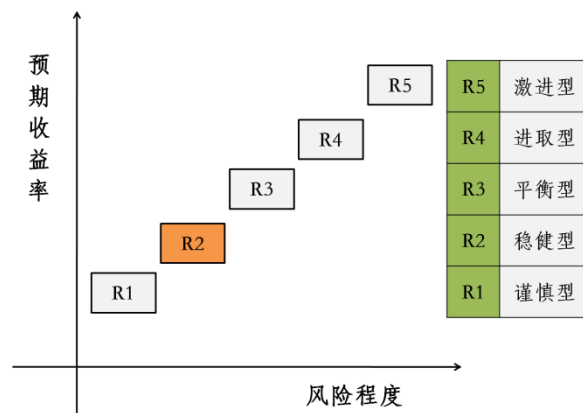 预期收益率
R5
R4
R3
R2
R1
风险程度
R5 激进型
R4 进取型
R3 平衡型
R2 稳健型
R1 谨慎型